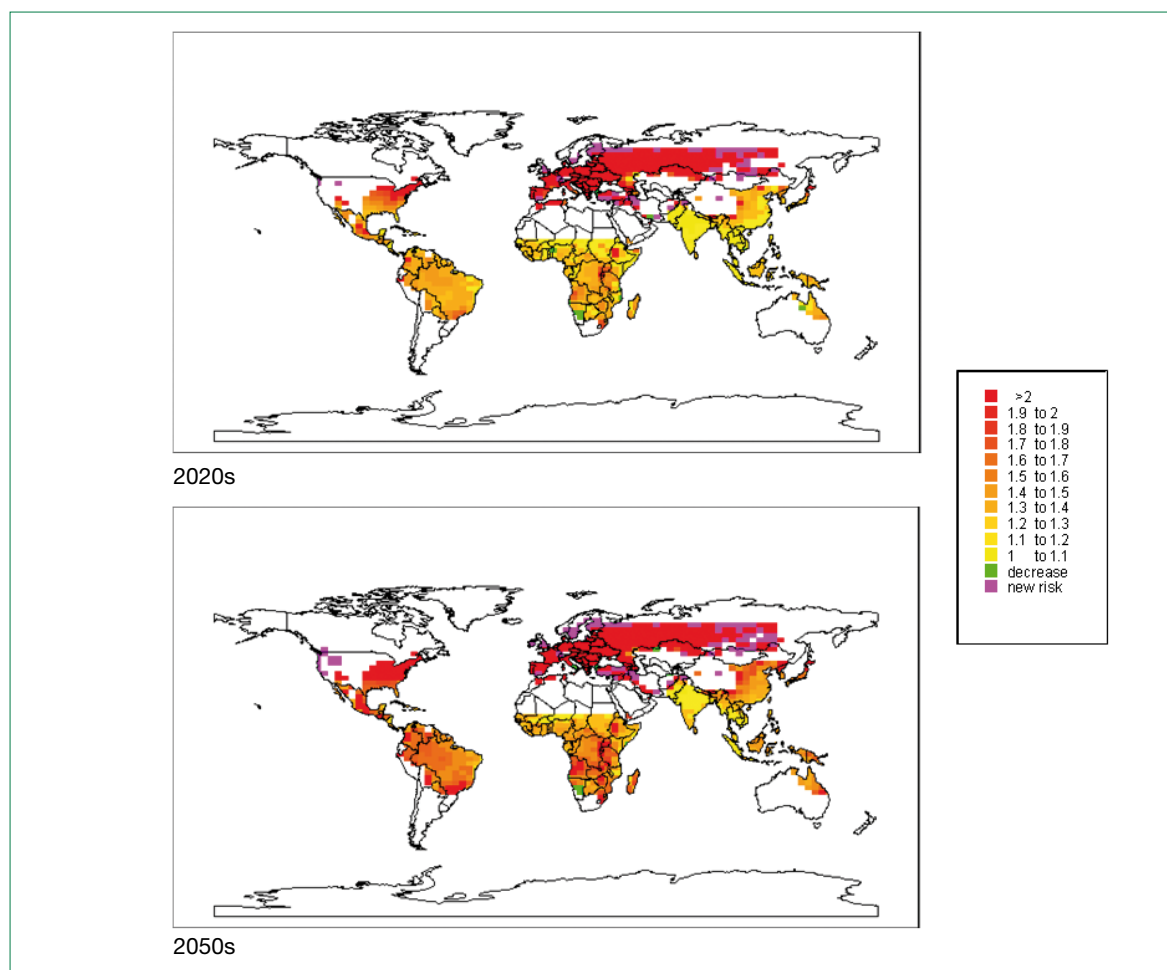 2020s
>2
1.9 to 2
1.8 to 1.9
1.7 to 1.8
1.6 to 1.7
1.5 to 1.6
1.4 to 1.5
1.3 to 1.4
1.2 to 1.3
1.1 to 1.2
1 to 1.1
decrease
new risk
2050s